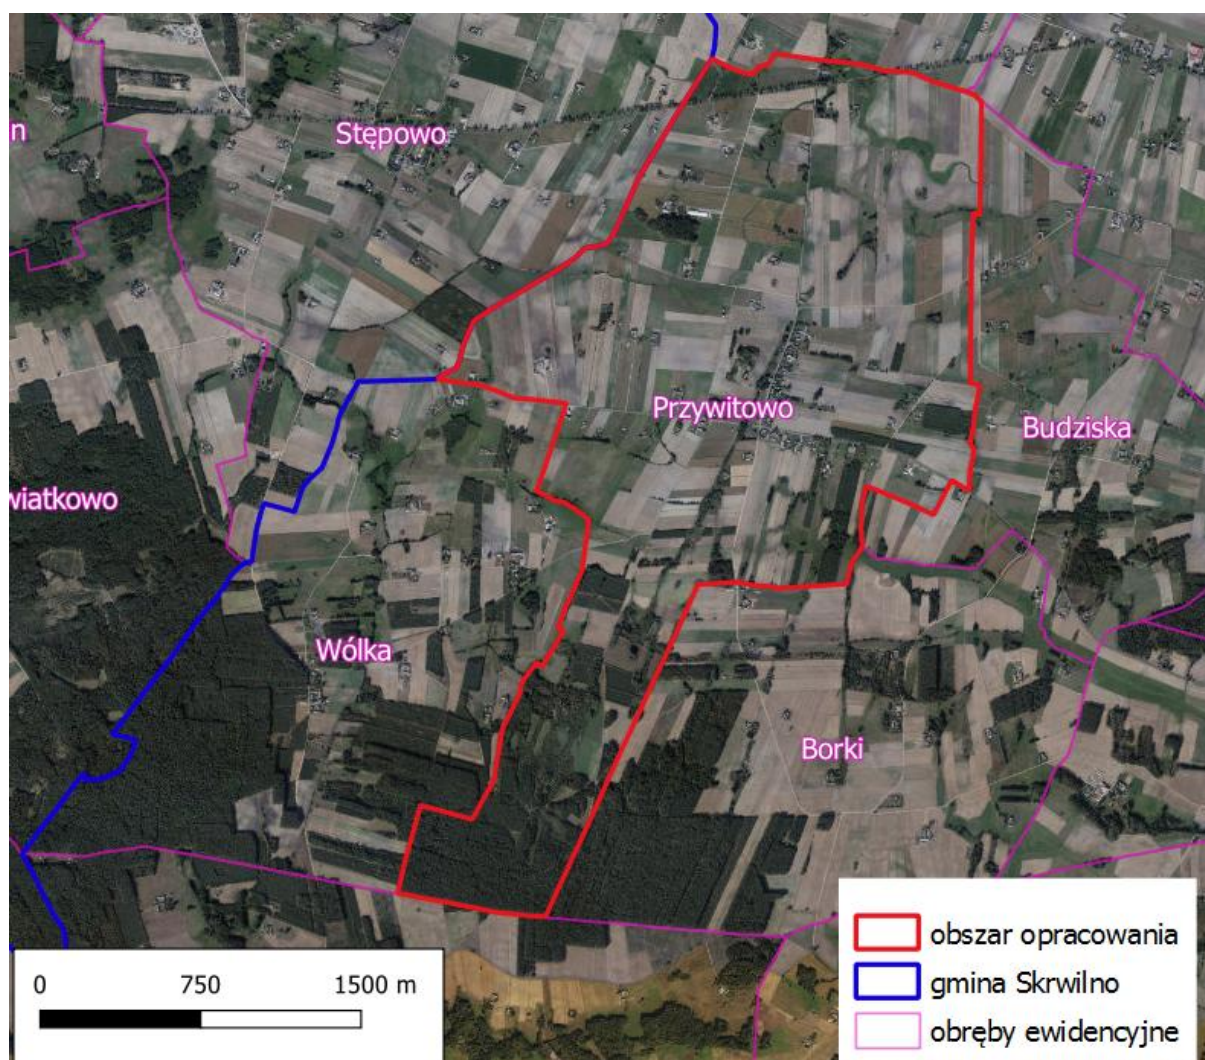 n
Stępowo
Przywitowo
Budziska
wiatkowo
Wólka
Borki
0 750 1500 m
obszar opracowania
gmina Skrwilno
obręby ewidencyjne